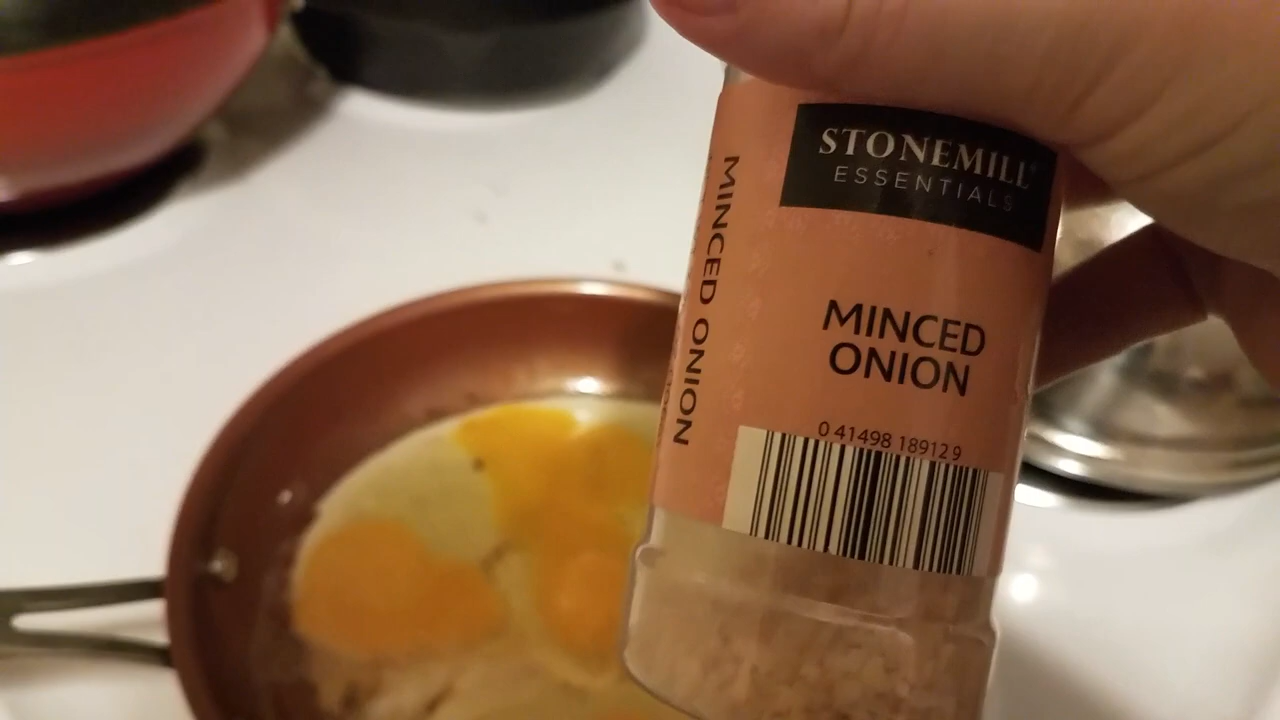 STONEMILL
ESSENTIALS
MINCED
ONION
0 41498 18912 9
MINCED ONION